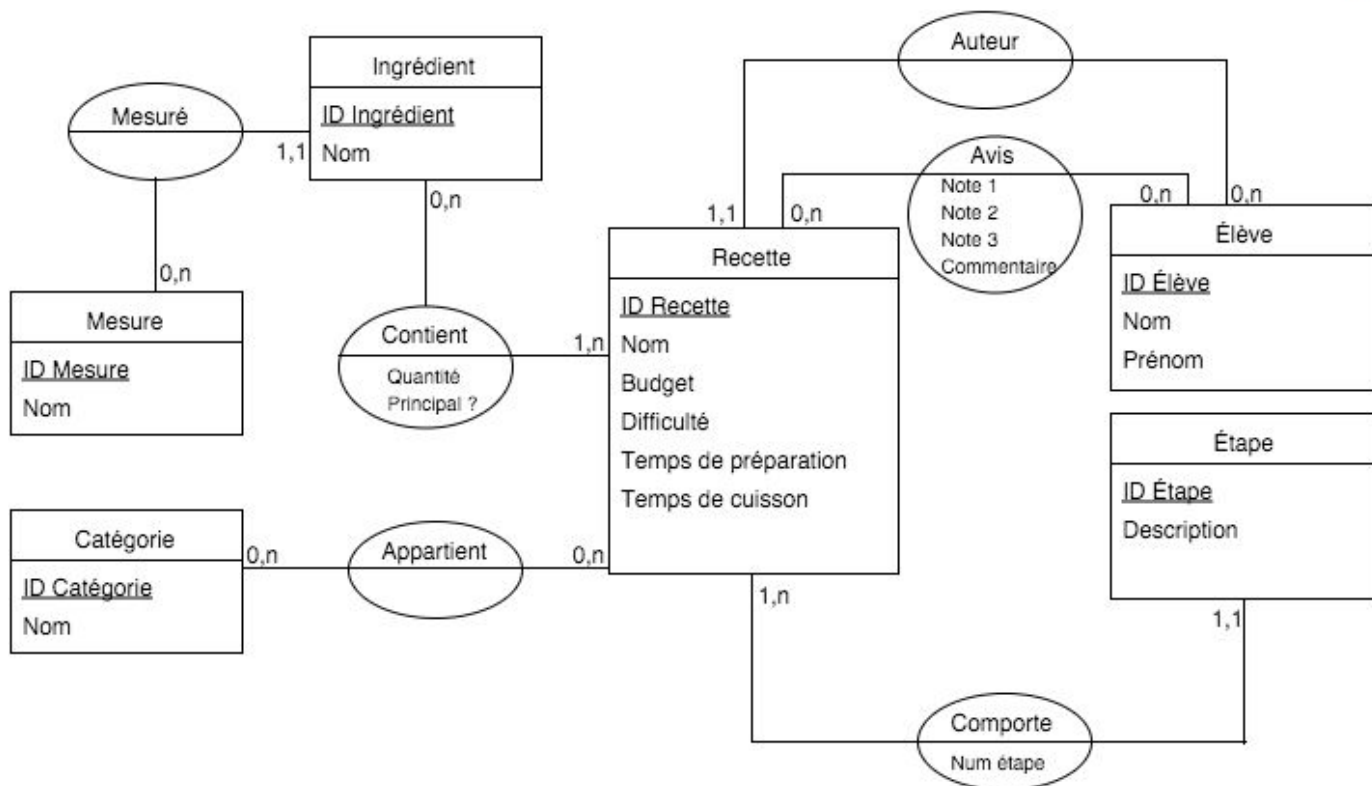 Auteur
Ingrédient
ID Ingrédient
Nom
Mesuré
1,1
0,n
Avis
Note 1
Note 2
Note 3
Commentaire
1,1
0,n
0,n
0,n
Élève
ID Élève
Nom
Prénom
Recette
ID Recette
Nom
Budget
Difficulté
Temps de préparation
Temps de cuisson
0,n
Mesure
ID Mesure
Nom
Contient
Quantité
Principal ?
1,n
Étape
ID Étape
Description
Catégorie
ID Catégorie
Nom
0,n
Appartient
0,n
1,n
1,1
Comporte
Num étape